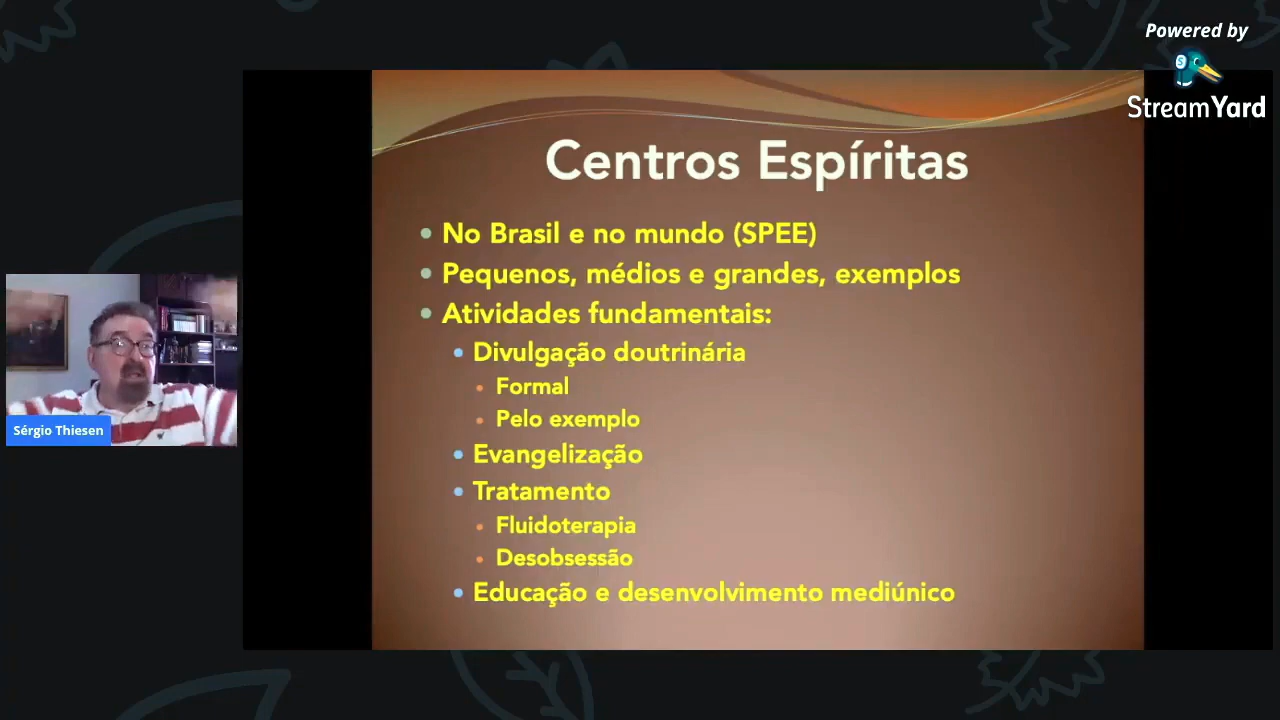 Powered by
StreamYard
Centros Espíritas
No Brasil e no mundo (SPEE)
Pequenos, médios e grandes, exemplos
Atividades fundamentais:
Divulgação doutrinária
Formal
Pelo exemplo
Evangelização
Tratamento
Fluidoterapia
Desobsessão
Educação e desenvolvimento mediúnico
Sérgio Thiesen